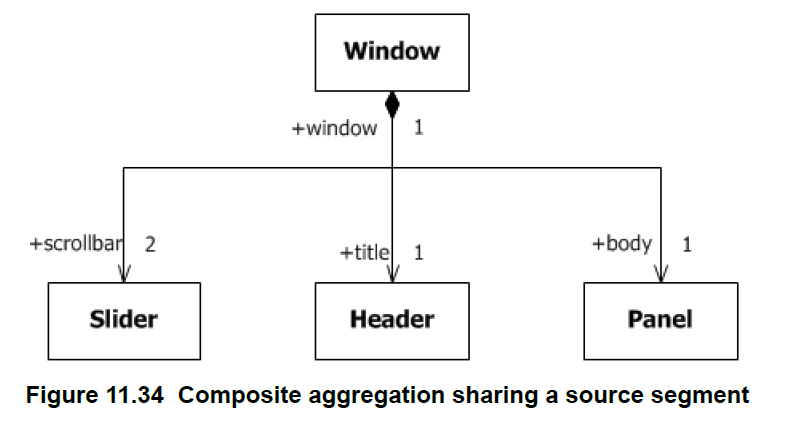 Window
+window 1
+scrollbar 2
+title 1
+body 1
Slider
Header
Panel
Figure 11.34 Composite aggregation sharing a source segment